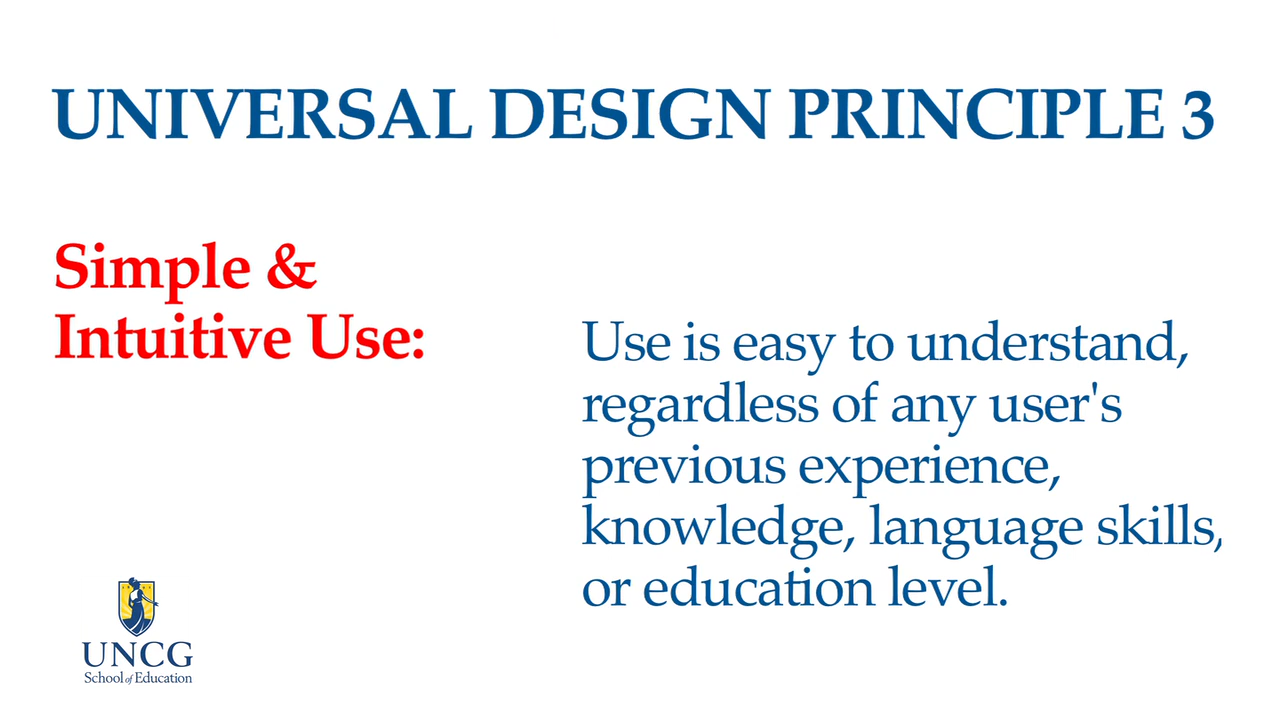 UNIVERSAL DESIGN PRINCIPLE 3
Simple &
Intuitive Use:
Use is easy to understand,
regardless of any user's
previous experience,
knowledge, language skills,
or education level.
UNCG
School of Education